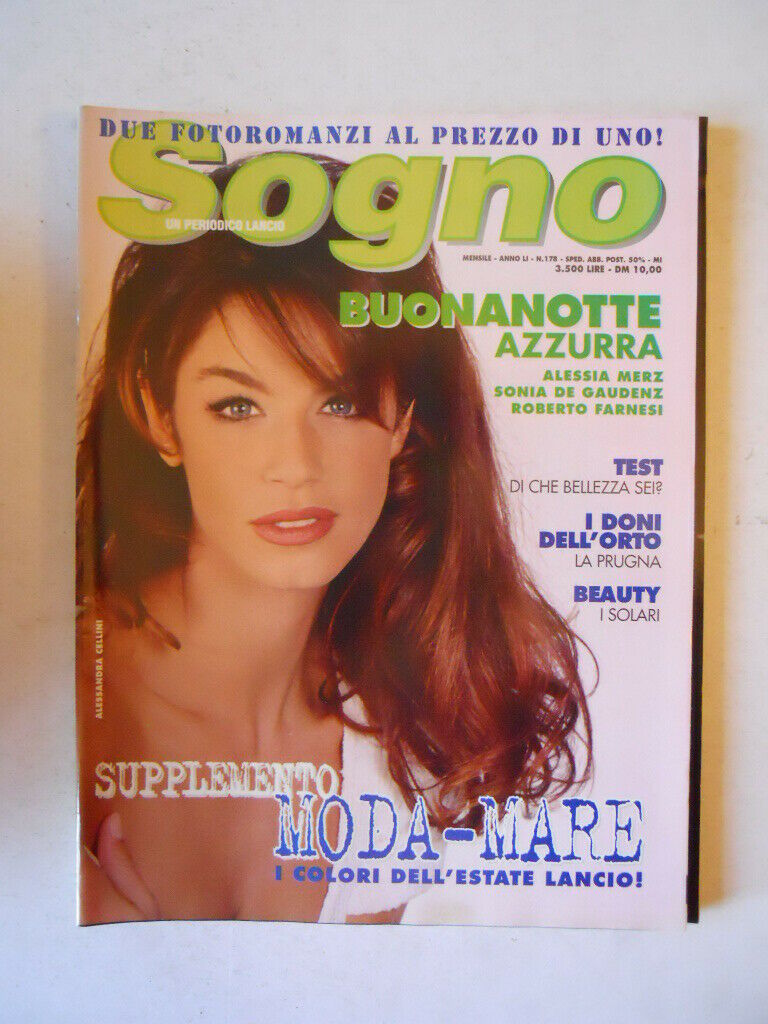 DUE FOTOROMANZI AL PREZZO DI UNO!
Sogno
UN PERIODICO LANCIO
MENSILE - ANNO LI - N.178 - SPED. ABB. POST. 50% - MI
3.500 LIRE - DM 10,00
BUONANOTTE
AZZURRA
ALESSIA MERZ
SONIA DE GAUDENZ
ROBERTO FARNESI
TEST
DI CHE BELLEZZA SEI?
I DONI
DELL'ORTO
LA PRUGNA
BEAUTY
I SOLARI
ALESSANDRA CELLINI
SUPPLEMENTO
MODA-MARE
I COLORI DELL'ESTATE LANCIO!